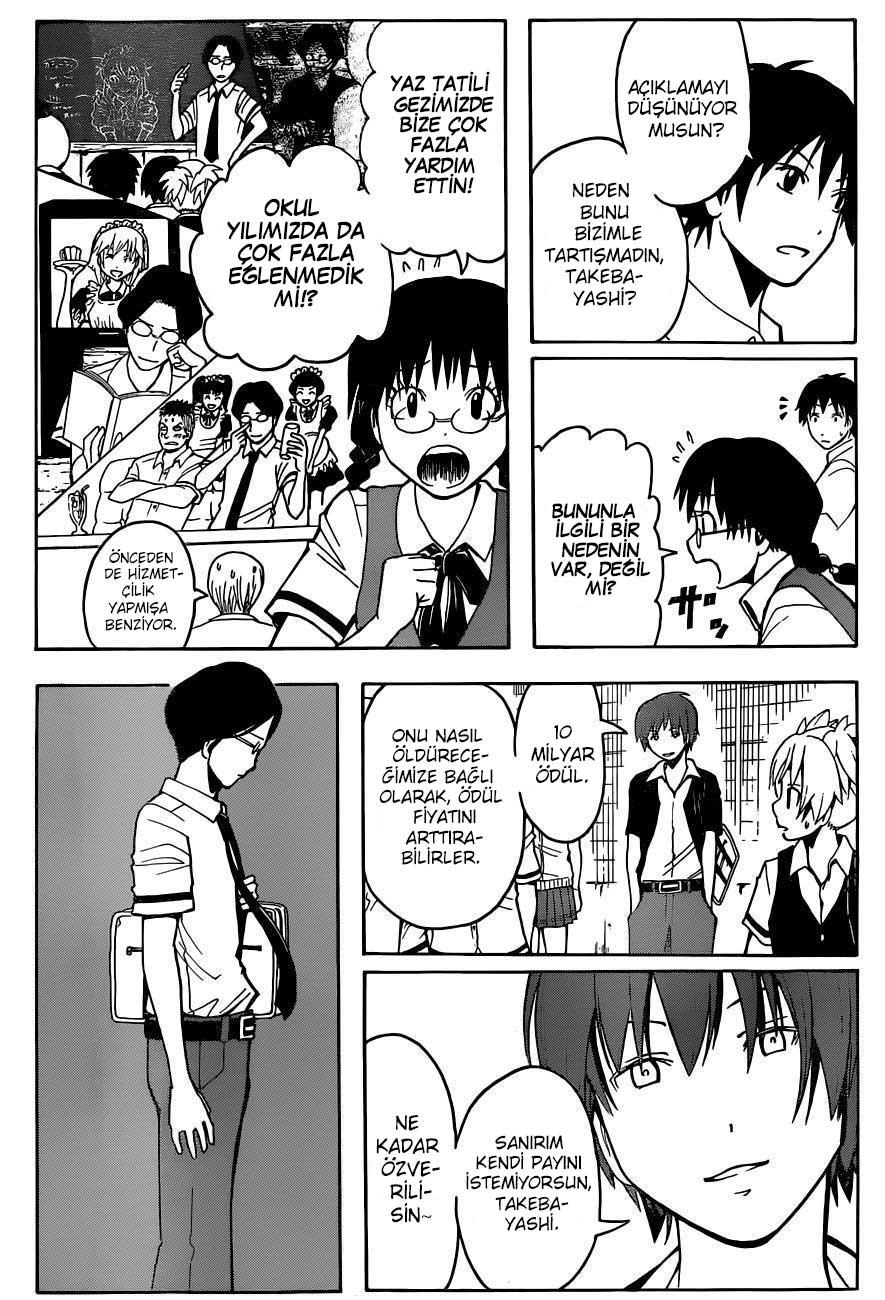 AÇIKLAMAYI
DÜŞÜNÜYOR
MUSUN?
NEDEN
BUNU
BİZİMLE
TARTIŞMADIN,
TAKEBA-
YASHİ?
BUNUNLA
İLGİLİ BİR
NEDENİN
VAR, DEĞİL
Mİ?
YAZ TATİLİ
GEZİMİZDE
BİZE ÇOK
FAZLA
YARDIM
ETTİN!
OKUL
YILIMIZDA DA
ÇOK FAZLA
EĞLENMEDİK
Mİ!?
ÖNCEDEN
DE HİZMET-
ÇİLİK
YAPMIŞA
BENZİYOR.
10
MİLYAR
ÖDÜL.
ONU NASIL
ÖLDÜRECE-
ĞİMİZE BAĞLI
OLARAK, ÖDÜL
FİYATINI
ARTTIRA-
BİLİRLER.
SANIRIM
KENDİ PAYINI
İSTEMİYORSUN,
TAKEBA-
YASHİ.
NE
KADAR
ÖZVE-
RİLİ-
SİN~